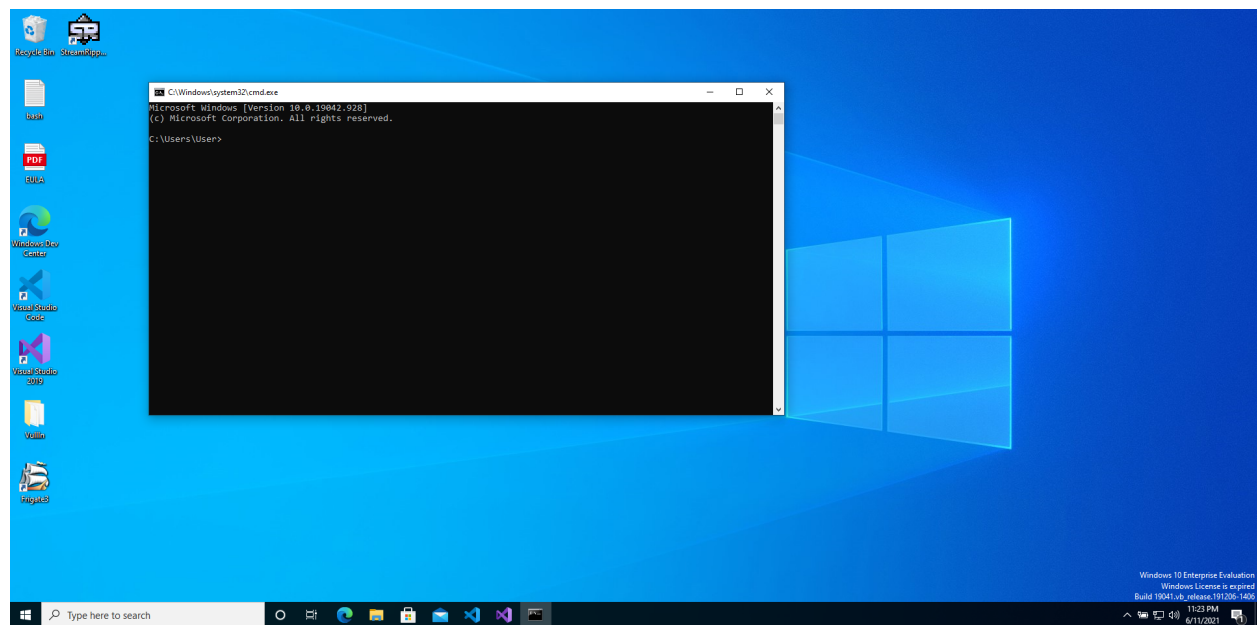 Recycle Bin
StreamRipp...
bash
PDF
EULA
Windows Dev
Center
Visual Studio
Code
Visual Studio
2019
Vulin
Frigate3
C:\Windows\system32\cmd.exe
Microsoft Windows [Version 10.0.19042.928]
(c) Microsoft Corporation. All rights reserved.
C:\Users\User>
Windows 10 Enterprise Evaluation
Windows License is expired
Build 19041.vb_release.191206-1406
Type here to search
11:23 PM
6/11/2021
1